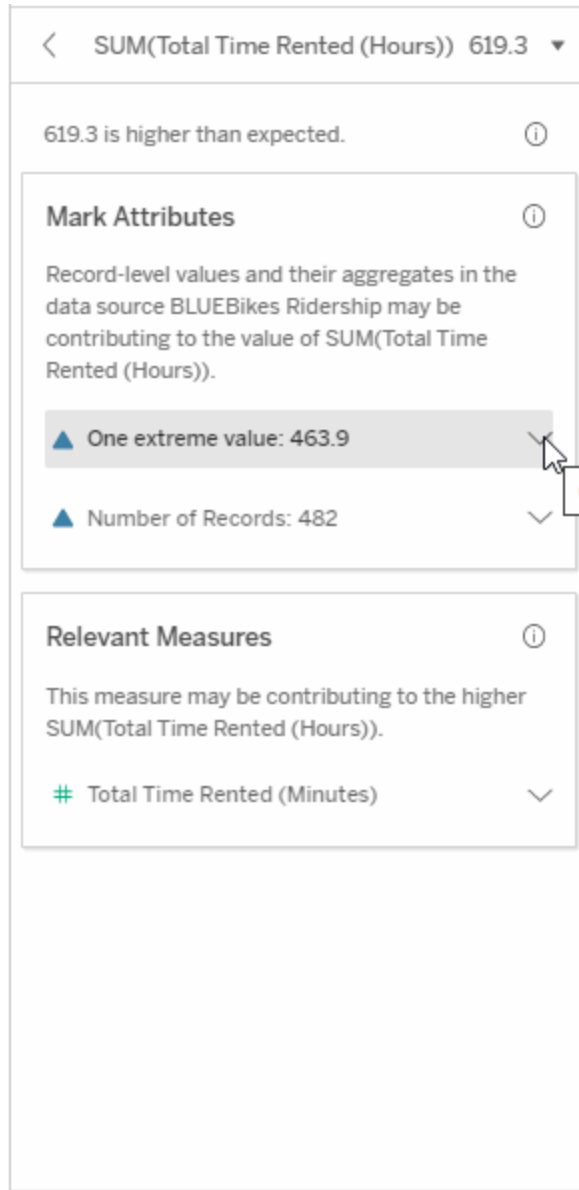 SUM(Total Time Rented (Hours)) 619.3
619.3 is higher than expected.
Mark Attributes
Record-level values and their aggregates in the
data source BLUEBikes Ridership may be
contributing to the value of SUM(Total Time
Rented (Hours)).
One extreme value: 463.9
Number of Records: 482
Relevant Measures
This measure may be contributing to the higher
SUM(Total Time Rented (Hours)).
# Total Time Rented (Minutes)